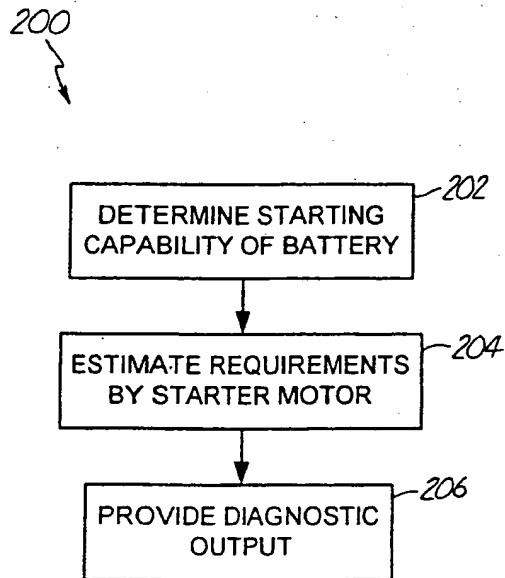 200
202
DETERMINE STARTING
CAPABILITY OF BATTERY
204
ESTIMATE REQUIREMENTS
BY STARTER MOTOR
206
PROVIDE DIAGNOSTIC
OUTPUT